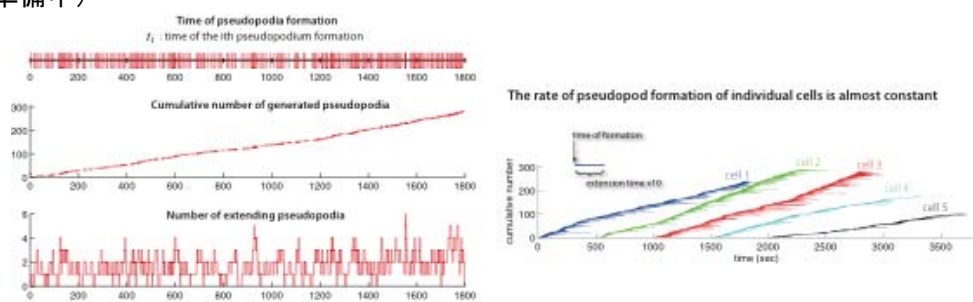 Time of pseudopodia formation
tᵢ : time of the ith pseudopodium formation
0 200 400 600 800 1000 1200 1400 1600 1800
Cumulative number of generated pseudopodia
300
200
100
0
0 200 400 600 800 1000 1200 1400 1600 1800
Number of extending pseudopodia
6
4
2
0
0 200 400 600 800 1000 1200 1400 1600 1800
The rate of pseudopod formation of individual cells is almost constant
time of formation
extension time x10
cell 1
cell 2
cell 3
cell 4
cell 5
cumulative number
300
200
100
0
0 500 1000 1500 2000 2500 3000 3500
time (sec)